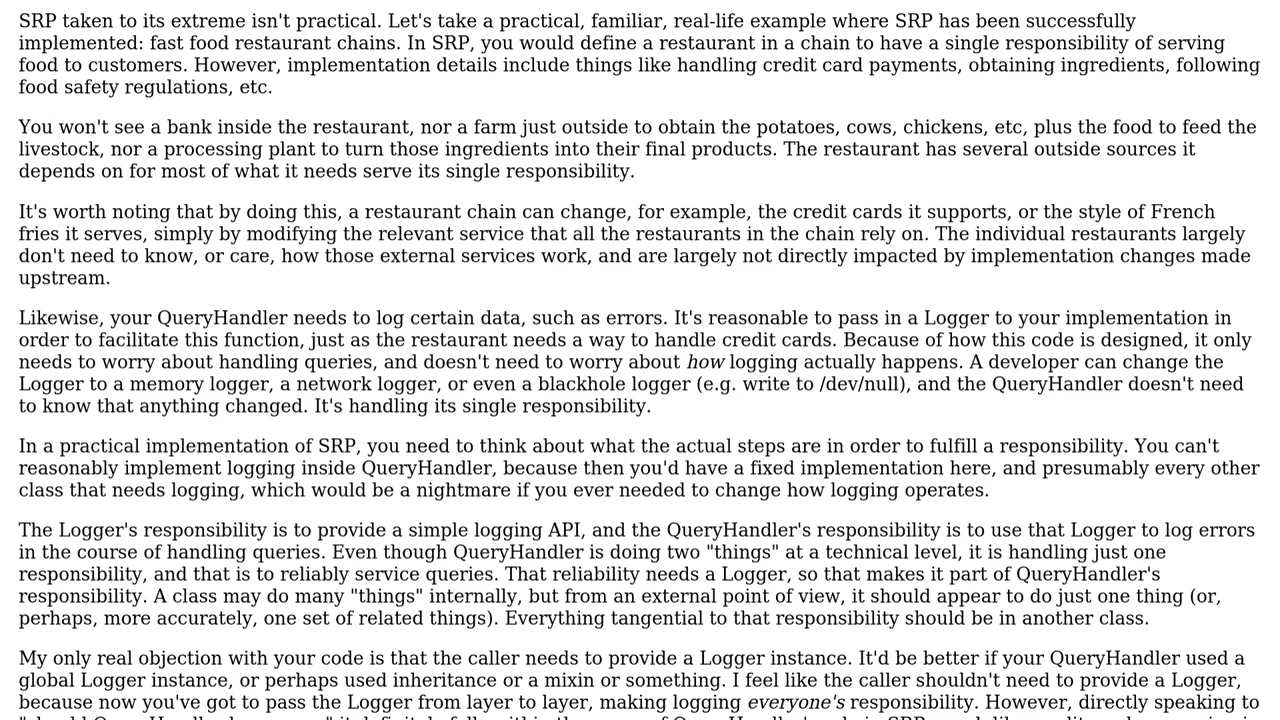 SRP taken to its extreme isn't practical. Let's take a practical, familiar, real-life example where SRP has been successfully
implemented: fast food restaurant chains. In SRP, you would define a restaurant in a chain to have a single responsibility of serving
food to customers. However, implementation details include things like handling credit card payments, obtaining ingredients, following
food safety regulations, etc.
You won't see a bank inside the restaurant, nor a farm just outside to obtain the potatoes, cows, chickens, etc, plus the food to feed the
livestock, nor a processing plant to turn those ingredients into their final products. The restaurant has several outside sources it
depends on for most of what it needs serve its single responsibility.
It's worth noting that by doing this, a restaurant chain can change, for example, the credit cards it supports, or the style of French
fries it serves, simply by modifying the relevant service that all the restaurants in the chain rely on. The individual restaurants largely
don't need to know, or care, how those external services work, and are largely not directly impacted by implementation changes made
upstream.
Likewise, your QueryHandler needs to log certain data, such as errors. It's reasonable to pass in a Logger to your implementation in
order to facilitate this function, just as the restaurant needs a way to handle credit cards. Because of how this code is designed, it only
needs to worry about handling queries, and doesn't need to worry about how logging actually happens. A developer can change the
Logger to a memory logger, a network logger, or even a blackhole logger (e.g. write to /dev/null), and the QueryHandler doesn't need
to know that anything changed. It's handling its single responsibility.
In a practical implementation of SRP, you need to think about what the actual steps are in order to fulfill a responsibility. You can't
reasonably implement logging inside QueryHandler, because then you'd have a fixed implementation here, and presumably every other
class that needs logging, which would be a nightmare if you ever needed to change how logging operates.
The Logger's responsibility is to provide a simple logging API, and the QueryHandler's responsibility is to use that Logger to log errors
in the course of handling queries. Even though QueryHandler is doing two "things" at a technical level, it is handling just one
responsibility, and that is to reliably service queries. That reliability needs a Logger, so that makes it part of QueryHandler's
responsibility. A class may do many "things" internally, but from an external point of view, it should appear to do just one thing (or,
perhaps, more accurately, one set of related things). Everything tangential to that responsibility should be in another class.
My only real objection with your code is that the caller needs to provide a Logger instance. It'd be better if your QueryHandler used a
global Logger instance, or perhaps used inheritance or a mixin or something. I feel like the caller shouldn't need to provide a Logger,
because now you've got to pass the Logger from layer to layer, making logging everyone's responsibility. However, directly speaking to